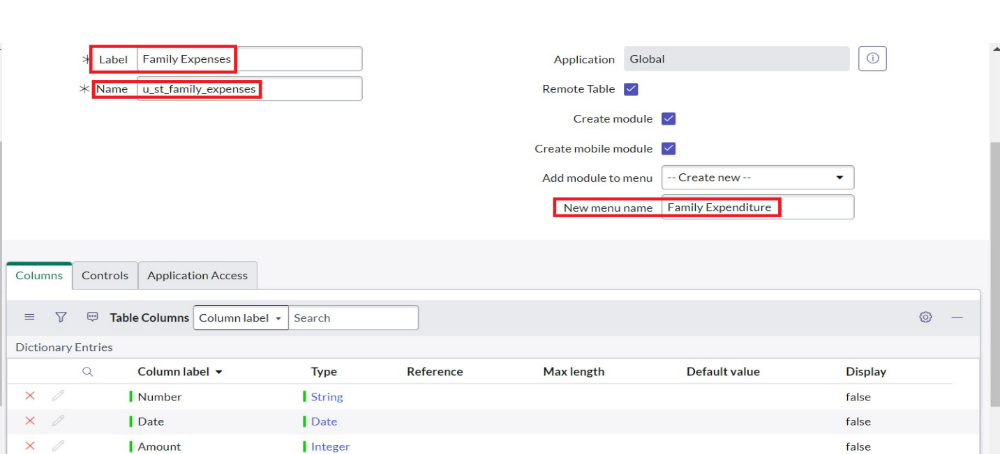 * Label Family Expenses
Application Global
* Name u_st_family_expenses
Remote Table
Create module
Create mobile module
Add module to menu -- Create new --
New menu name Family Expenditure
Columns Controls Application Access
Table Columns Column label Search
Dictionary Entries
Column label Type Reference Max length Default value Display
Number String false
Date Date false
Amount Integer false